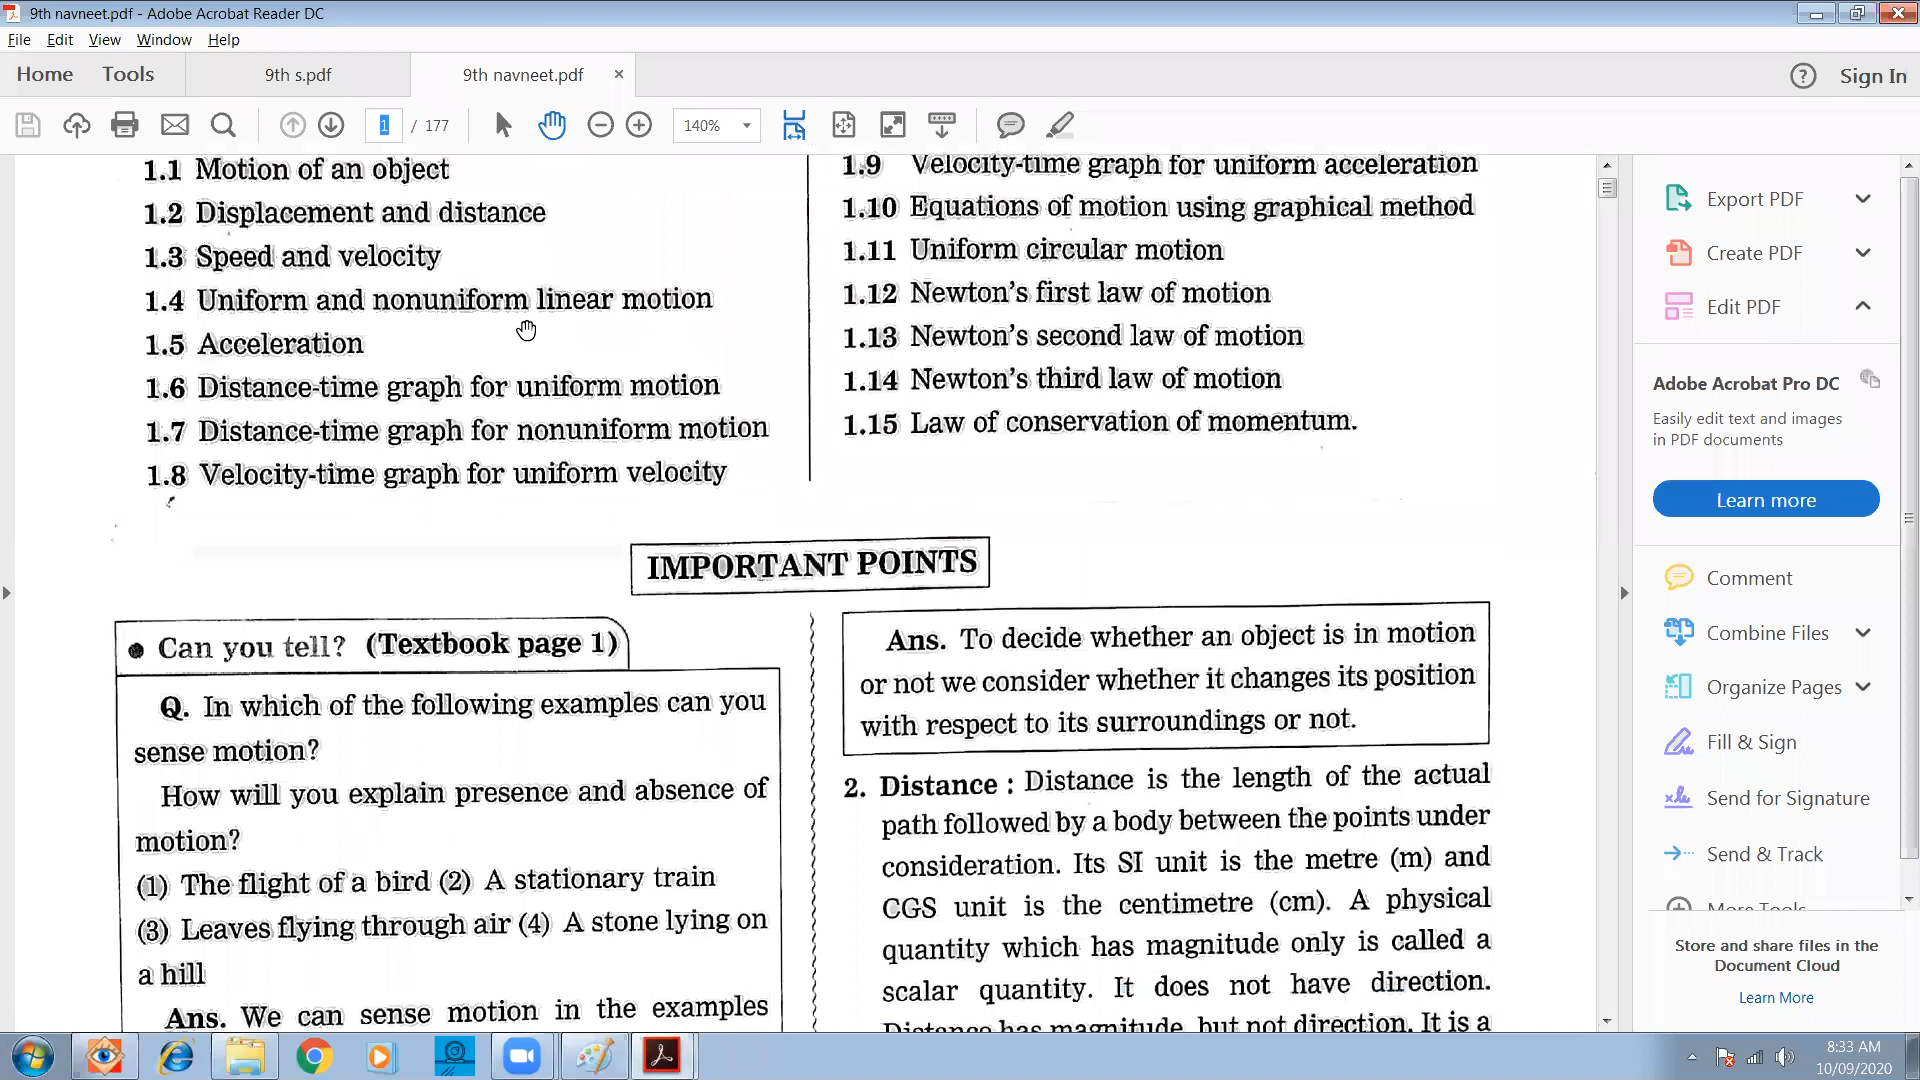 9th navneet.pdf - Adobe Acrobat Reader DC
File Edit View Window Help
Home Tools 9th s.pdf 9th navneet.pdf × ? Sign In
1 / 177 140%
1.1 Motion of an object
1.2 Displacement and distance
1.3 Speed and velocity
1.4 Uniform and nonuniform linear motion
1.5 Acceleration
1.6 Distance-time graph for uniform motion
1.7 Distance-time graph for nonuniform motion
1.8 Velocity-time graph for uniform velocity
1.9 Velocity-time graph for uniform acceleration
1.10 Equations of motion using graphical method
1.11 Uniform circular motion
1.12 Newton's first law of motion
1.13 Newton's second law of motion
1.14 Newton's third law of motion
1.15 Law of conservation of momentum.
IMPORTANT POINTS
● Can you tell? (Textbook page 1)
Q. In which of the following examples can you
sense motion?
How will you explain presence and absence of
motion?
(1) The flight of a bird (2) A stationary train
(3) Leaves flying through air (4) A stone lying on
a hill
Ans. We can sense motion in the examples
Ans. To decide whether an object is in motion
or not we consider whether it changes its position
with respect to its surroundings or not.
2. Distance : Distance is the length of the actual
path followed by a body between the points under
consideration. Its SI unit is the metre (m) and
CGS unit is the centimetre (cm). A physical
quantity which has magnitude only is called a
scalar quantity. It does not have direction.
Distance has magnitude, but not direction. It is a
Export PDF
Create PDF
Edit PDF
Adobe Acrobat Pro DC
Easily edit text and images
in PDF documents
Learn more
Comment
Combine Files
Organize Pages
Fill & Sign
Send for Signature
Send & Track
More Tools
Store and share files in the
Document Cloud
Learn More
8:33 AM
10/09/2020